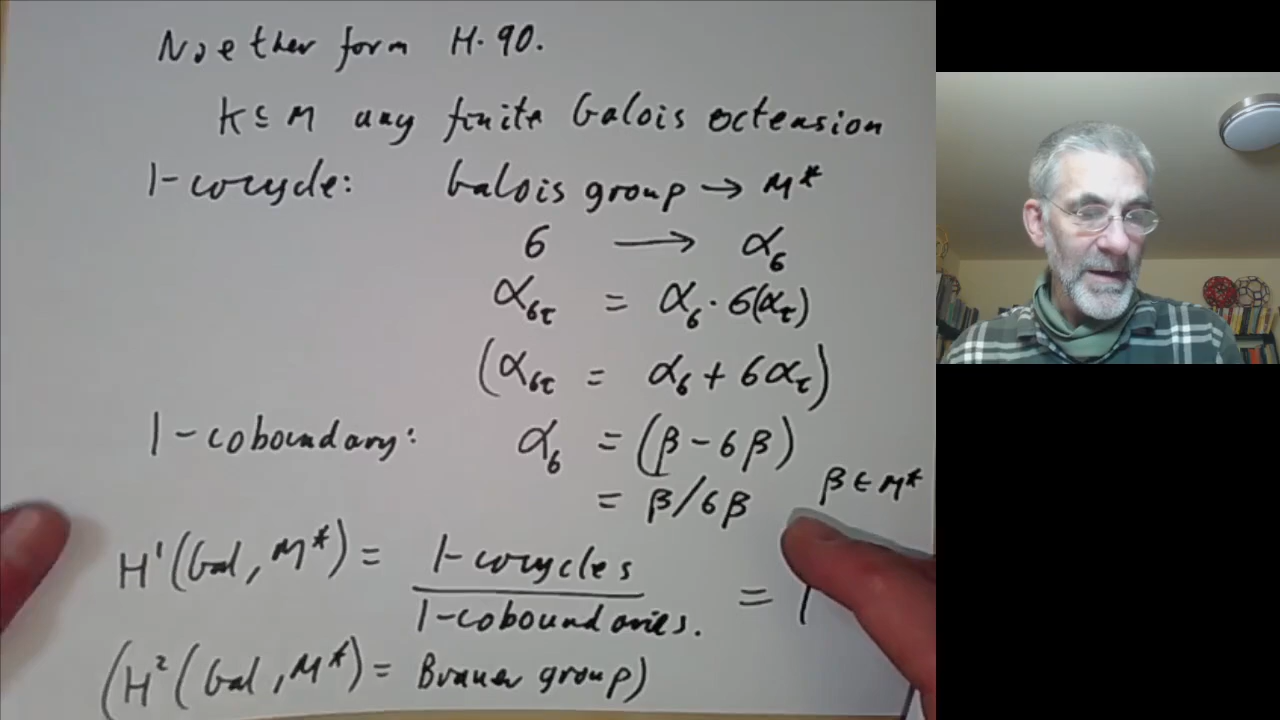 Noether form H.90.
K ⊆ M any finite Galois extension
1-cocycle: Galois group → M*
σ → α_σ
α_στ = α_σ · σ(α_τ)
(α_στ = α_σ + σα_τ)
1-coboundary: α_σ = (β - σβ)
= β/σβ β ∈ M*
H¹(Gal, M*) = 1-cocycles / 1-coboundaries. = 1
(H²(Gal, M*) = Brauer group)